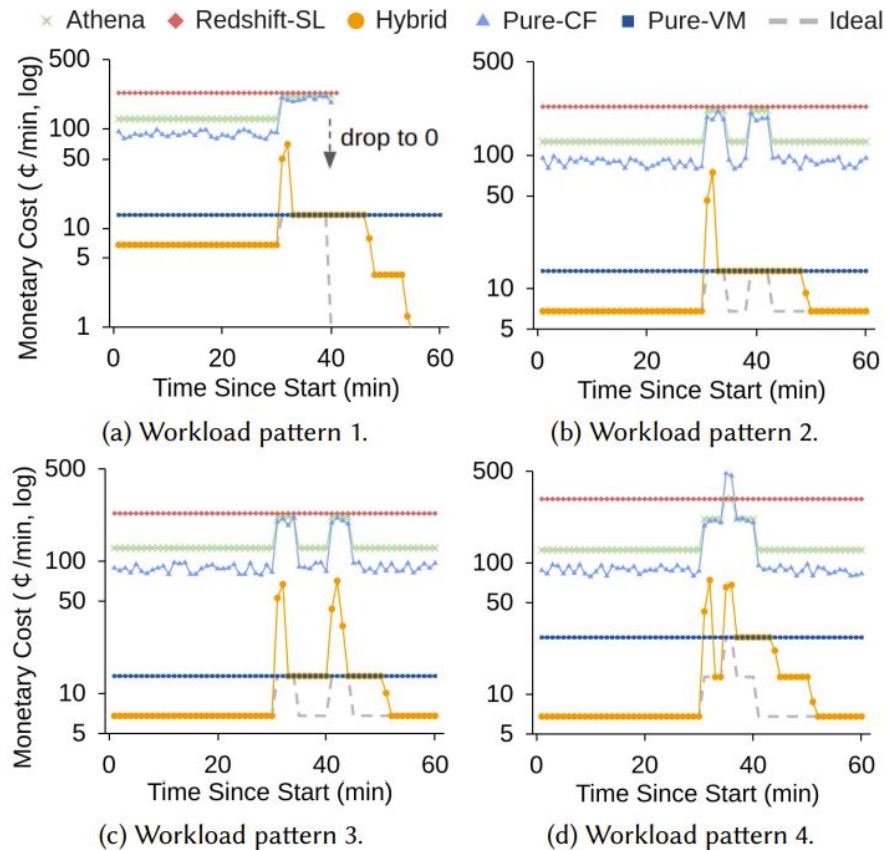 Athena Redshift-SL Hybrid Pure-CF Pure-VM Ideal
Monetary Cost (¢/min, log)
500
100
50
10
5
1
drop to 0
0 20 40 60
Time Since Start (min)
(a) Workload pattern 1.
500
100
50
10
5
0 20 40 60
Time Since Start (min)
(b) Workload pattern 2.
Monetary Cost (¢/min, log)
500
100
50
10
5
0 20 40 60
Time Since Start (min)
(c) Workload pattern 3.
500
100
50
10
5
0 20 40 60
Time Since Start (min)
(d) Workload pattern 4.